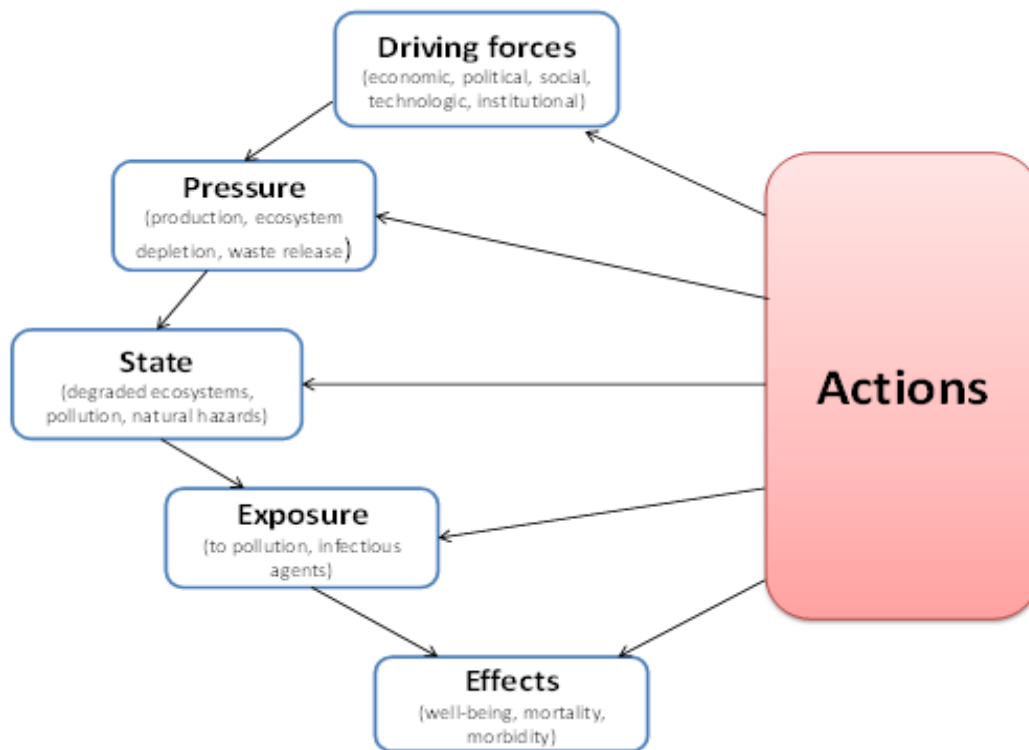 Driving forces
(economic, political, social,
technologic, institutional)
Pressure
(production, ecosystem
depletion, waste release)
State
(degraded ecosystems,
pollution, natural hazards)
Exposure
(to pollution, infectious
agents)
Effects
(well-being, mortality,
morbidity)
Actions